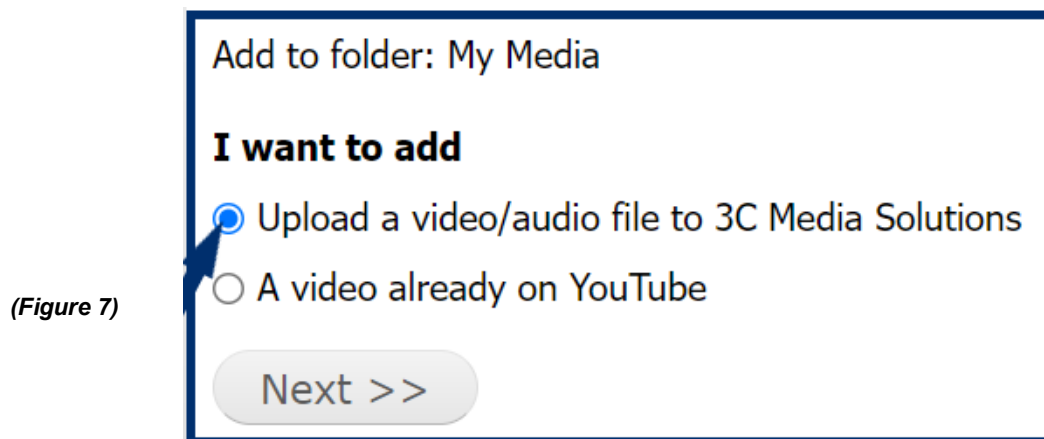 Add to folder: My Media
I want to add
Upload a video/audio file to 3C Media Solutions
A video already on YouTube
(Figure 7)
Next >>